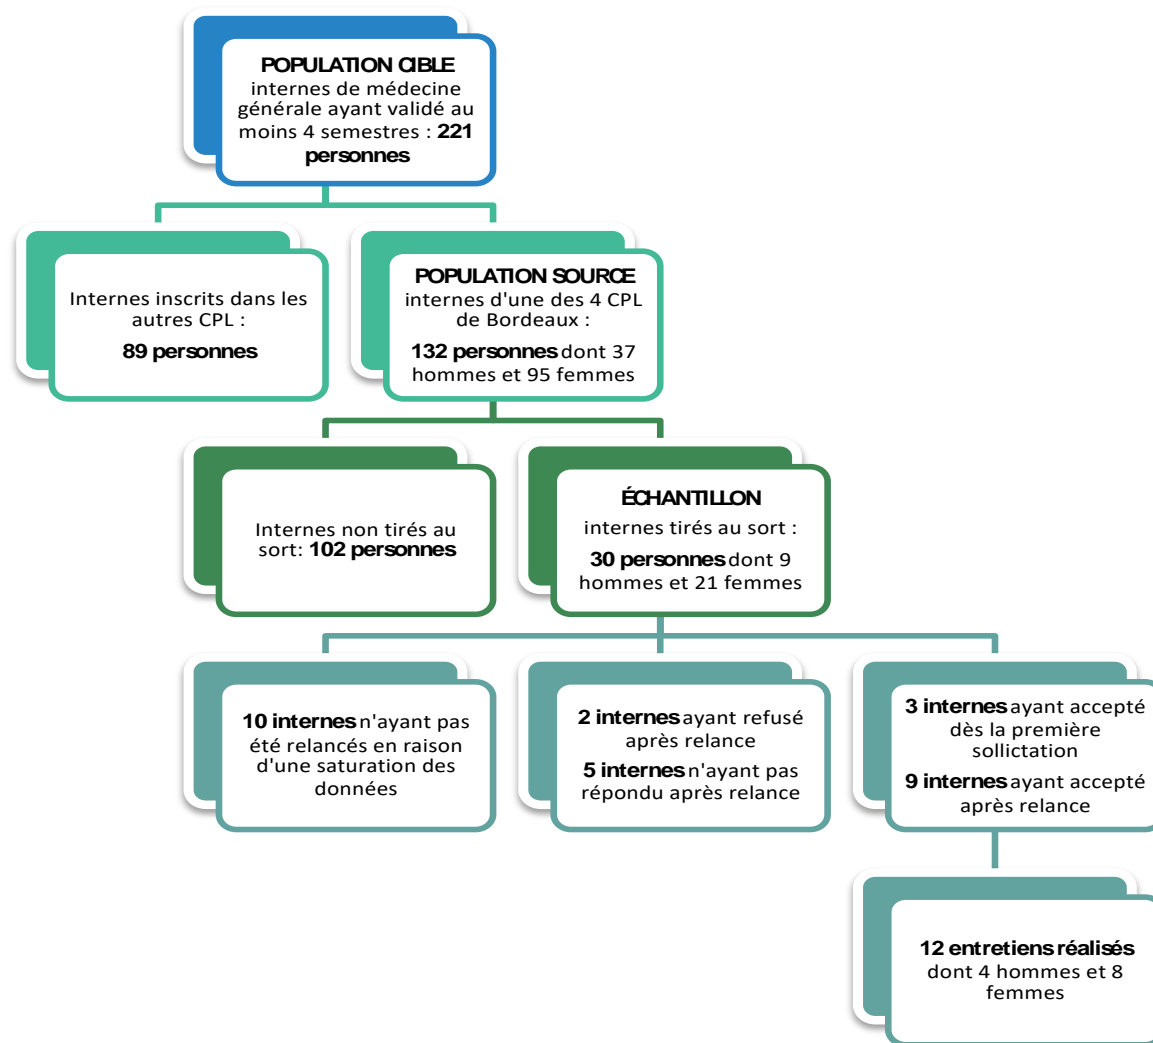 POPULATION CIBLE
internes de médecine
générale ayant validé au
moins 4 semestres : 221
personnes
Internes inscrits dans les
autres CPL :
89 personnes
POPULATION SOURCE
internes d'une des 4 CPL
de Bordeaux :
132 personnes dont 37
hommes et 95 femmes
Internes non tirés au
sort: 102 personnes
ÉCHANTILLON
internes tirés au sort :
30 personnes dont 9
hommes et 21 femmes
10 internes n'ayant pas
été relancés en raison
d'une saturation des
données
2 internes ayant refusé
après relance
5 internes n'ayant pas
répondu après relance
3 internes ayant accepté
dès la première
sollictation
9 internes ayant accepté
après relance
12 entretiens réalisés
dont 4 hommes et 8
femmes